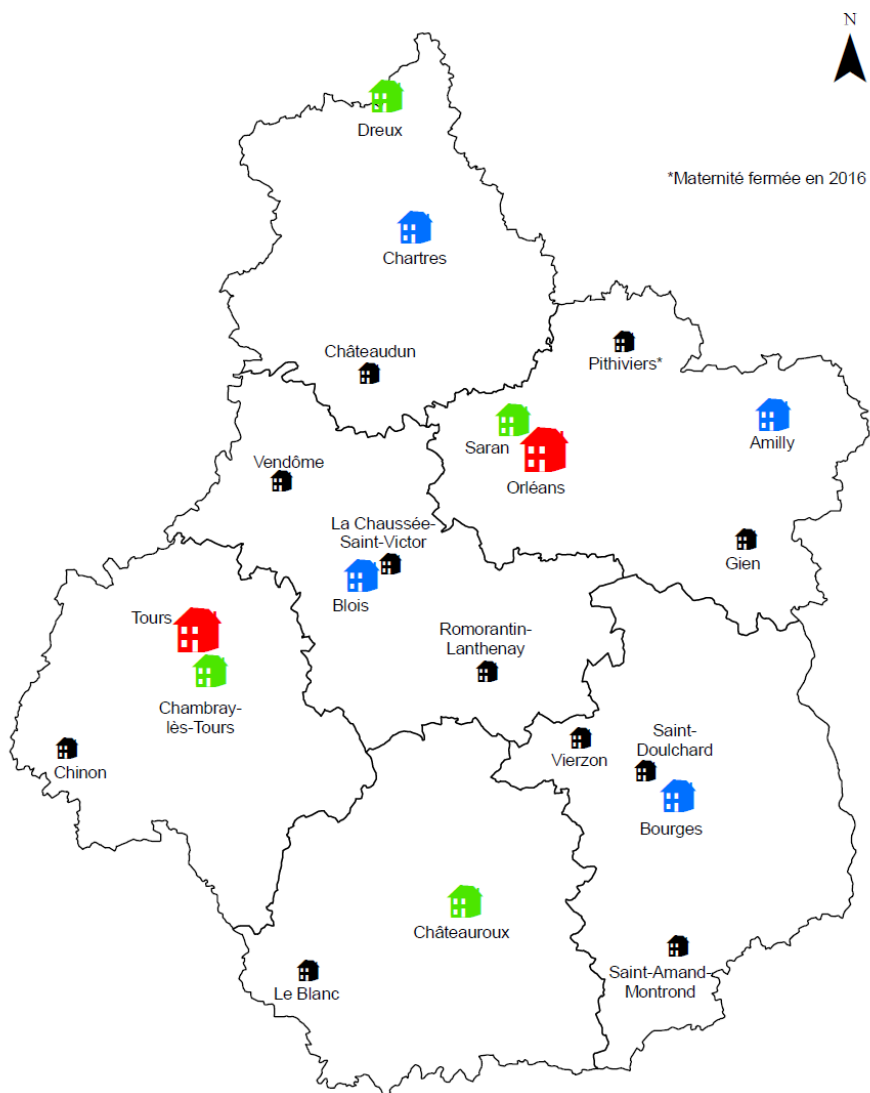 N
Dreux
*Maternité fermée en 2016
Chartres
Châteaudun
Pithiviers*
Saran
Orléans
Amilly
Vendôme
La Chaussée-
Saint-Victor
Blois
Gien
Tours
Romorantin-
Lanthenay
Chambray-
lès-Tours
Chinon
Vierzon
Saint-
Doulchard
Bourges
Châteauroux
Le Blanc
Saint-Amand-
Montrond